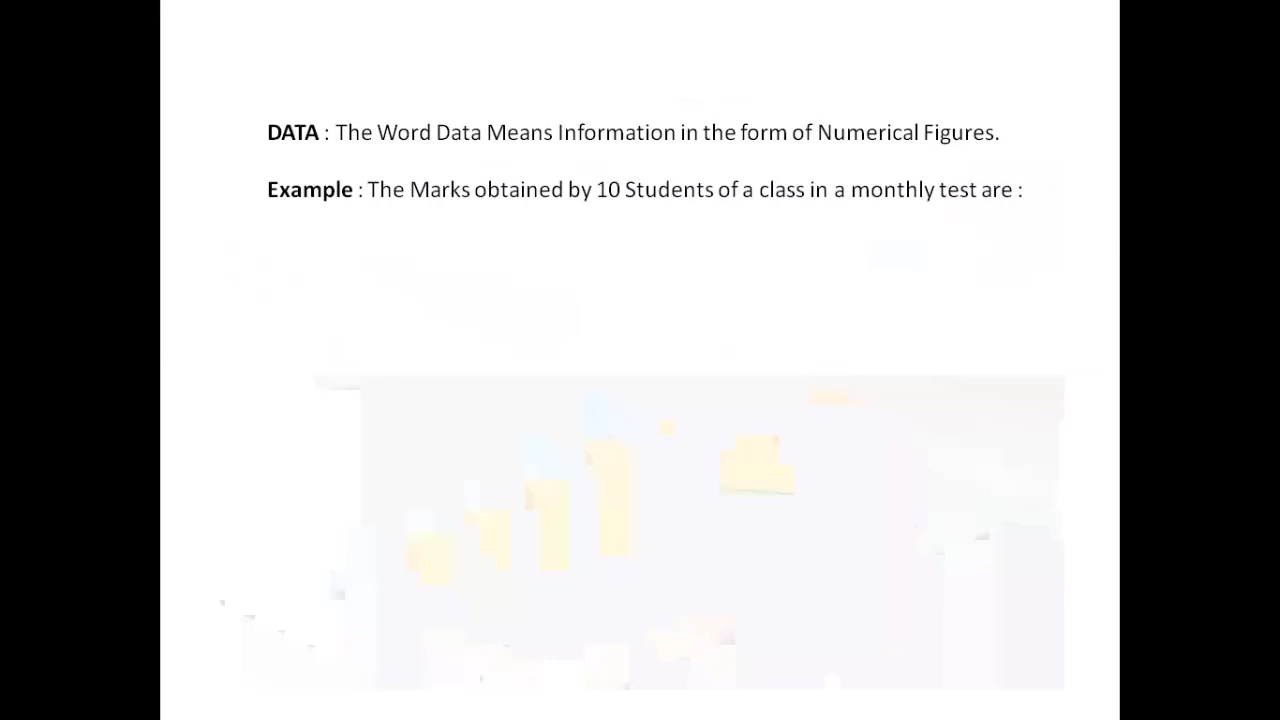 DATA : The Word Data Means Information in the form of Numerical Figures.
Example : The Marks obtained by 10 Students of a class in a monthly test are :